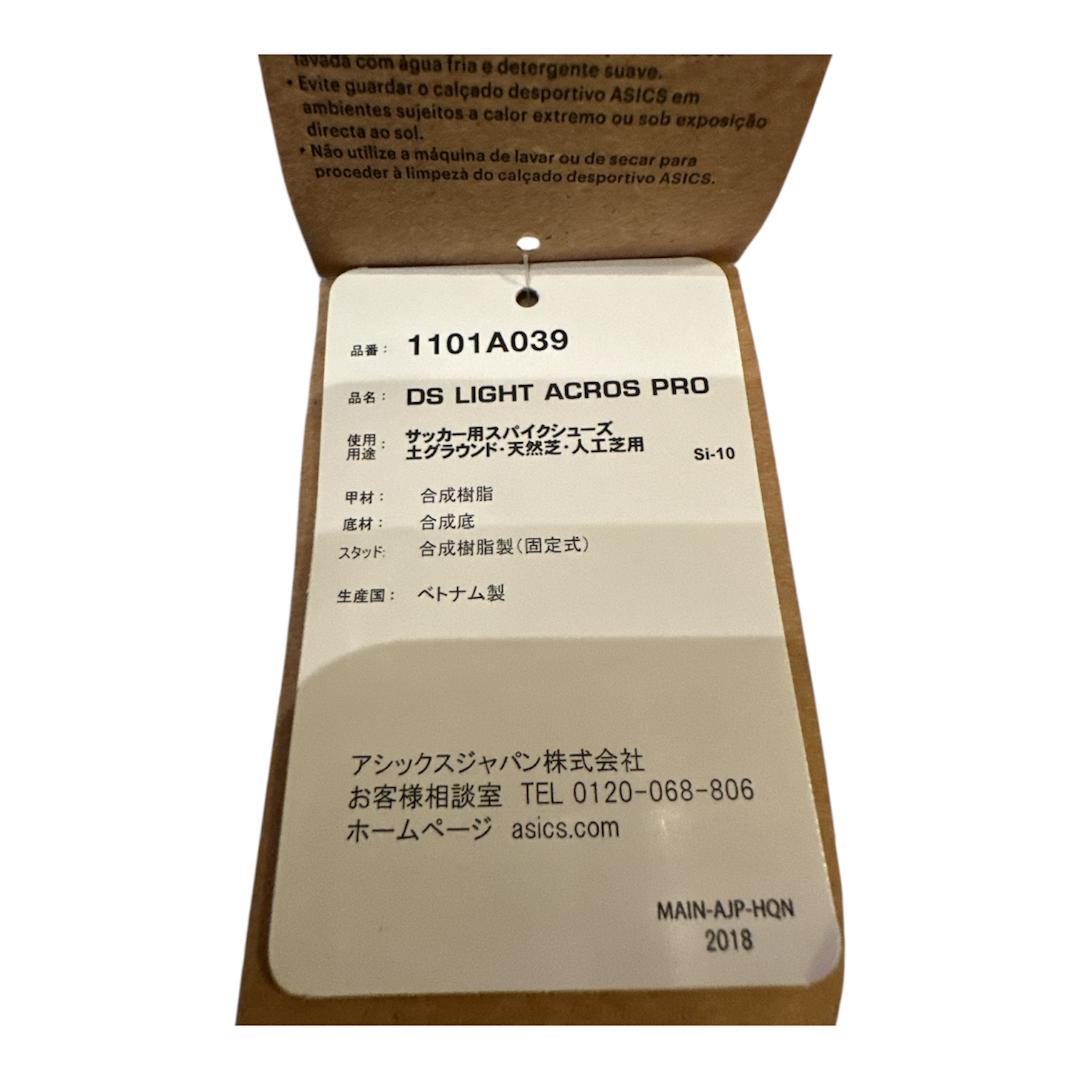 lavada com água fria e detergente suave.
• Evite guardar o calçado desportivo ASICS em
ambientes sujeitos a calor extremo ou sob exposição
directa ao sol.
• Não utilize a máquina de lavar ou de secar para
proceder à limpeza do calçado desportivo ASICS.
品番： 1101A039
品名： DS LIGHT ACROS PRO
使用用途： サッカー用スパイクシューズ
土グラウンド・天然芝・人工芝用 Si-10
甲材： 合成樹脂
底材： 合成底
スタッド: 合成樹脂製（固定式）
生産国： ベトナム製
アシックスジャパン株式会社
お客様相談室 TEL 0120-068-806
ホームページ asics.com
MAIN-AJP-HQN
2018